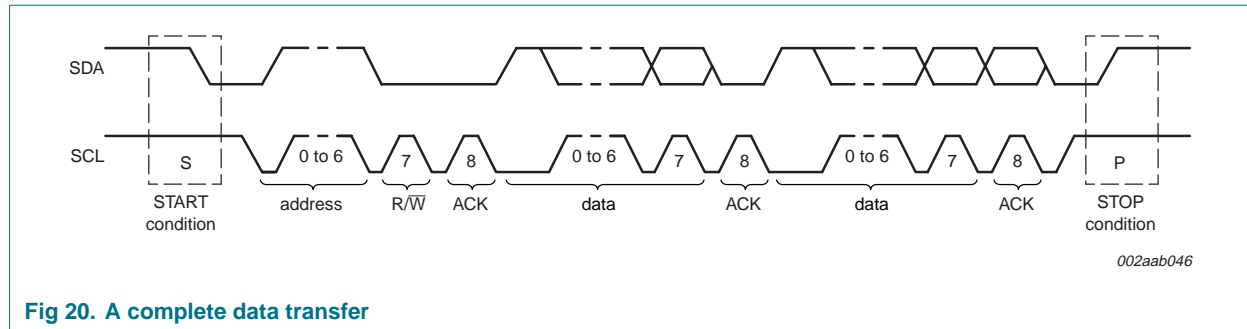 SDA
SCL
S
0 to 6
7
8
0 to 6
7
8
0 to 6
7
8
P
START
condition
address
R/W̅
ACK
data
ACK
data
ACK
STOP
condition
002aab046
Fig 20. A complete data transfer